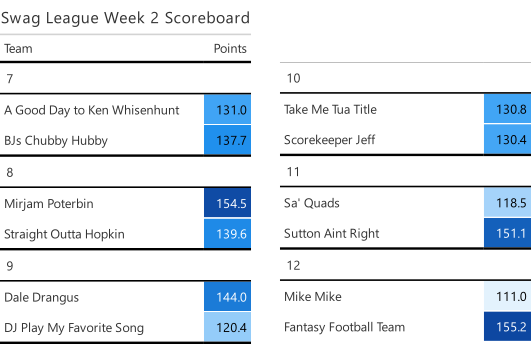 Swag League Week 2 Scoreboard
Team Points
7
A Good Day to Ken Whisenhunt 131.0
BJs Chubby Hubby 137.7
8
Mirjam Poterbin 154.5
Straight Outta Hopkin 139.6
9
Dale Drangus 144.0
DJ Play My Favorite Song 120.4
10
Take Me Tua Title 130.8
Scorekeeper Jeff 130.4
11
Sa' Quads 118.5
Sutton Aint Right 151.1
12
Mike Mike 111.0
Fantasy Football Team 155.2